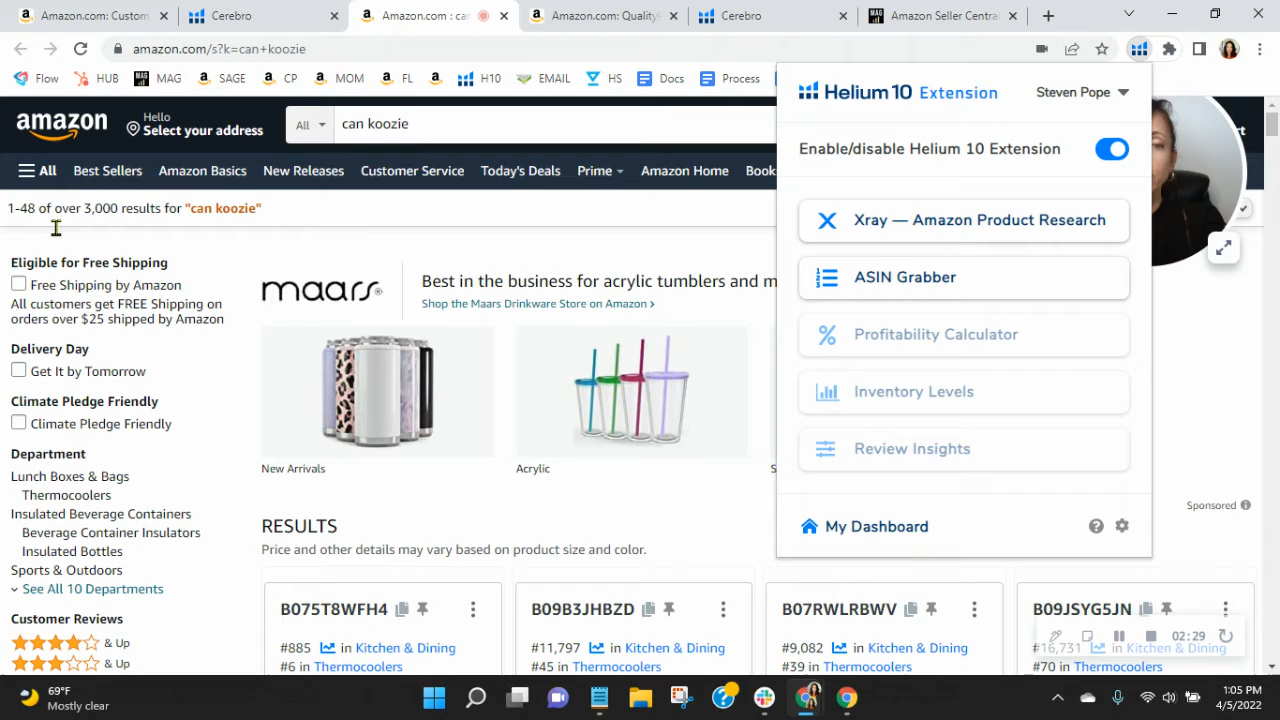 Amazon.com: Custom
Cerebro
Amazon.com : can
Amazon.com: Quality
Cerebro
MAG
Amazon Seller Central
amazon.com/s?k=can+koozie
Flow
HUB
MAG
SAGE
CP
MOM
FL
H10
EMAIL
HS
Docs
Process
amazon
Hello
Select your address
All
can koozie
All
Best Sellers
Amazon Basics
New Releases
Customer Service
Today's Deals
Prime
Amazon Home
Book
1-48 of over 3,000 results for "can koozie"
Helium 10 Extension
Steven Pope
Enable/disable Helium 10 Extension
Xray — Amazon Product Research
ASIN Grabber
Profitability Calculator
Inventory Levels
Review Insights
My Dashboard
Eligible for Free Shipping
Free Shipping by Amazon
All customers get FREE Shipping on
orders over $25 shipped by Amazon
Delivery Day
Get It by Tomorrow
Climate Pledge Friendly
Climate Pledge Friendly
Department
Lunch Boxes & Bags
Thermocoolers
Insulated Beverage Containers
Beverage Container Insulators
Insulated Bottles
Sports & Outdoors
See All 10 Departments
Customer Reviews
& Up
& Up
maars®
Best in the business for acrylic tumblers and m
Shop the Maars Drinkware Store on Amazon ›
New Arrivals
Acrylic
S
Sponsored
RESULTS
Price and other details may vary based on product size and color.
B075T8WFH4
#885 in Kitchen & Dining
#6 in Thermocoolers
B09B3JHBZD
#11,797 in Kitchen & Dining
#45 in Thermocoolers
B07RWLRBWV
#9,082 in Kitchen & Dining
#39 in Thermocoolers
B09JSYG5JN
#16,731 in Kitchen & Dining
#70 in Thermocoolers
02:29
69°F
Mostly clear
1:05 PM
4/5/2022